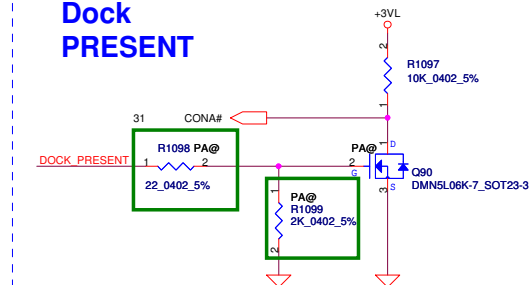 Dock
PRESENT
+3VL
2
R1097
10K_0402_5%
1
31
CONA#
R1098 PA@
DOCK_PRESENT
1
2
22_0402_5%
PA@
2
G
1
D
Q90
DMN5L06K-7_SOT23-3
3
S
1
PA@
R1099
2K_0402_5%
2